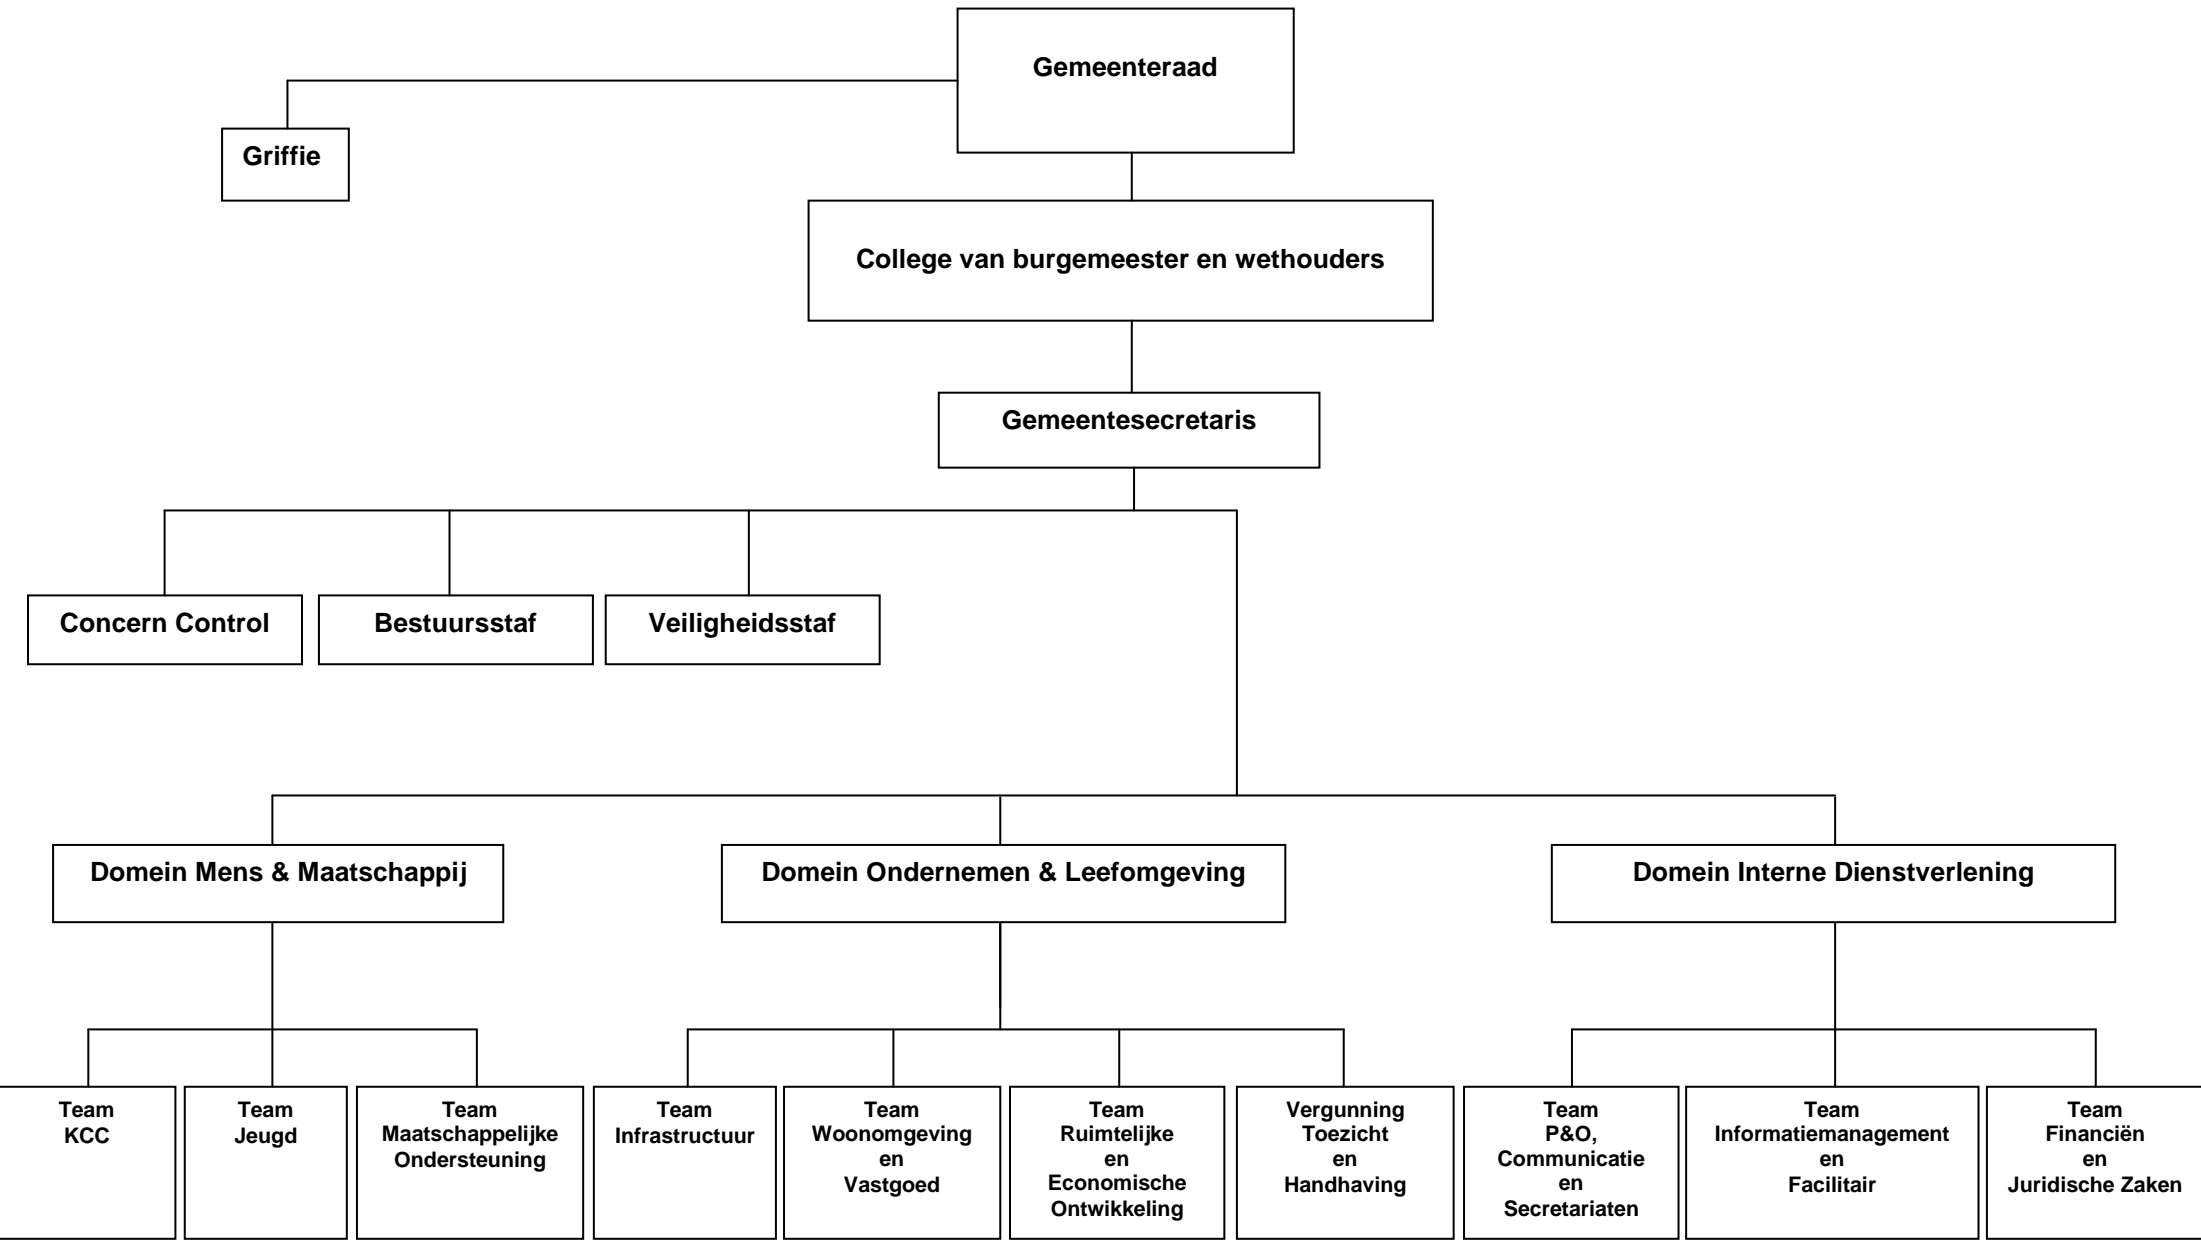 Gemeenteraad
Griffie
College van burgemeester en wethouders
Gemeentesecretaris
Concern Control
Bestuursstaf
Veiligheidsstaf
Domein Mens & Maatschappij
Domein Ondernemen & Leefomgeving
Domein Interne Dienstverlening
Team
KCC
Team
Jeugd
Team
Maatschappelijke
Ondersteuning
Team
Infrastructuur
Team
Woonomgeving
en
Vastgoed
Team
Ruimtelijke
en
Economische
Ontwikkeling
Vergunning
Toezicht
en
Handhaving
Team
P&O,
Communicatie
en
Secretariaten
Team
Informatiemanagement
en
Facilitair
Team
Financiën
en
Juridische Zaken